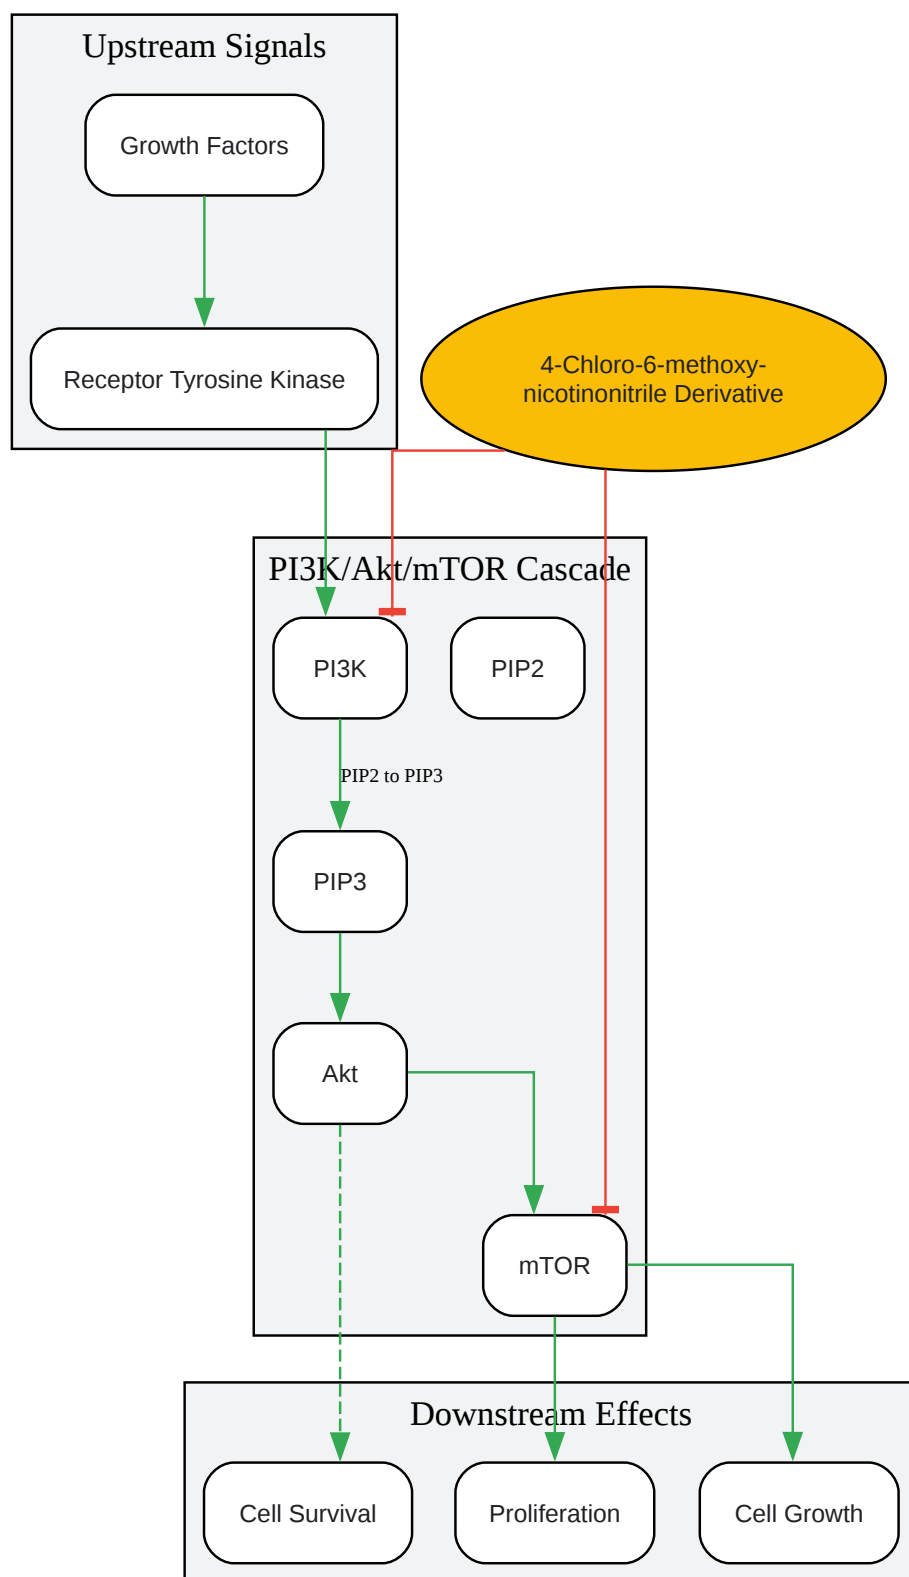 Upstream Signals
Growth Factors
Receptor Tyrosine Kinase
4-Chloro-6-methoxy-
nicotinonitrile Derivative
PI3K/Akt/mTOR Cascade
PI3K
PIP2
PIP2 to PIP3
PIP3
Akt
mTOR
Downstream Effects
Cell Survival
Proliferation
Cell Growth